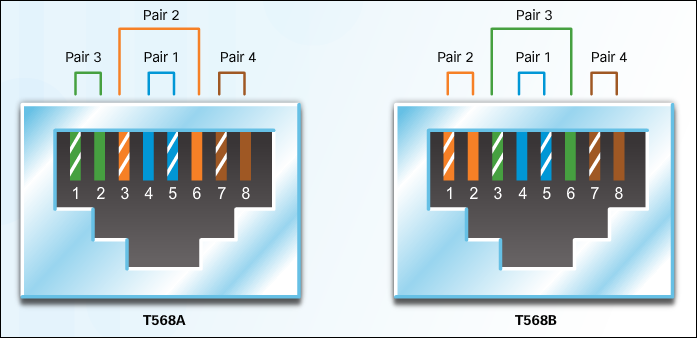 Pair 2
Pair 3 Pair 1 Pair 4
1 2 3 4 5 6 7 8
T568A
Pair 3
Pair 2 Pair 1 Pair 4
1 2 3 4 5 6 7 8
T568B